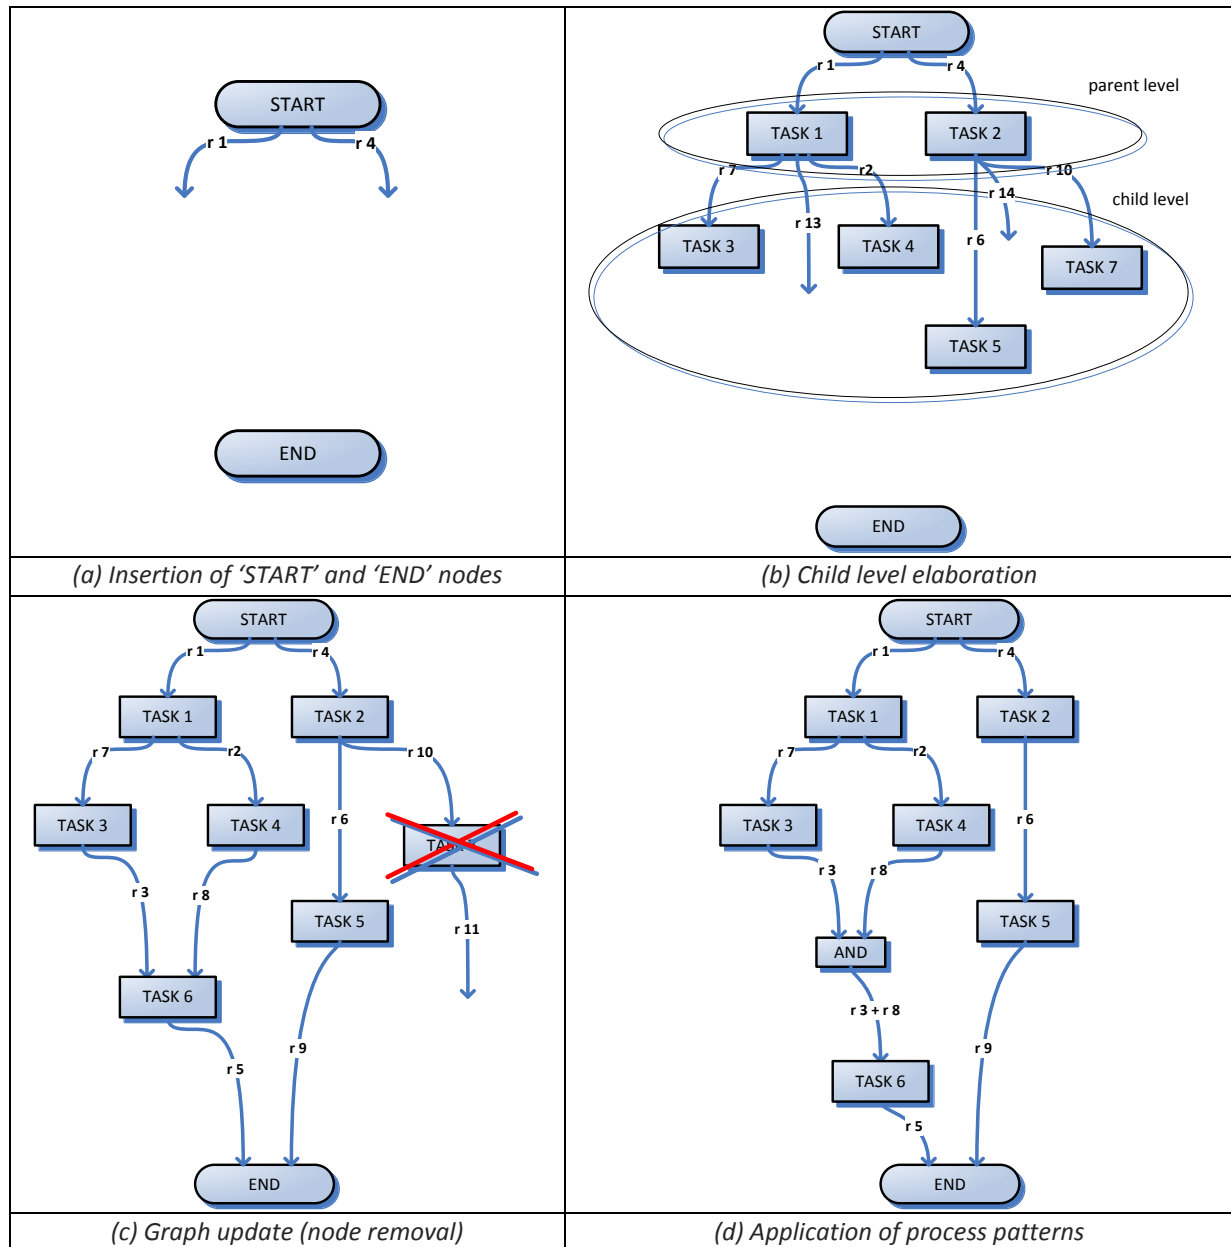 START
r 1
r 4
END
(a) Insertion of ‘START’ and ‘END’ nodes
START
r 1
r 4
parent level
TASK 1
TASK 2
r 7
r2
r 10
r 14
child level
r 13
TASK 3
TASK 4
r 6
TASK 7
TASK 5
END
(b) Child level elaboration
START
r 1
r 4
TASK 1
TASK 2
r 7
r2
r 10
TASK 3
TASK 4
r 6
TAS
r 3
r 8
TASK 5
r 11
TASK 6
r 9
r 5
END
(c) Graph update (node removal)
START
r 1
r 4
TASK 1
TASK 2
r 7
r2
TASK 3
TASK 4
r 6
r 3
r 8
TASK 5
AND
r 3 + r 8
r 9
TASK 6
r 5
END
(d) Application of process patterns